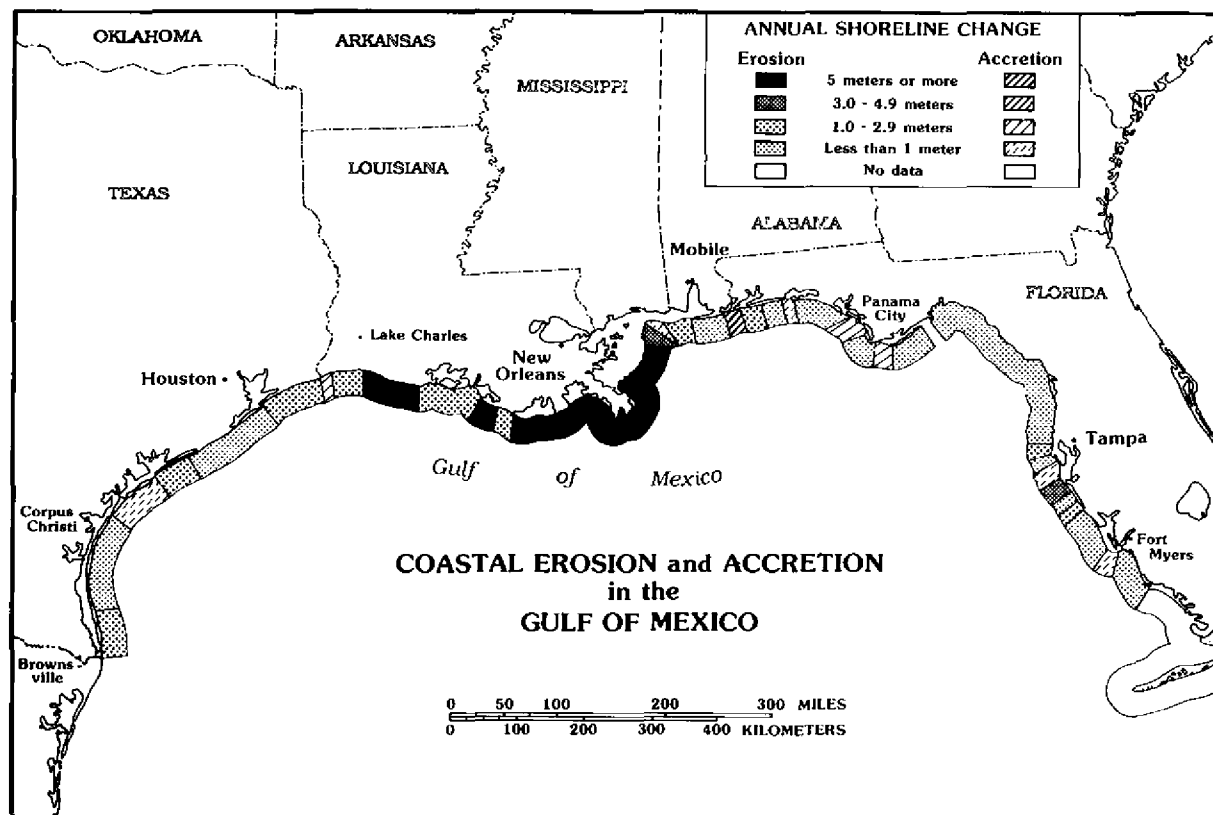 OKLAHOMA
ARKANSAS
MISSISSIPPI
ANNUAL SHORELINE CHANGE
Erosion Accretion
5 meters or more
3.0 - 4.9 meters
1.0 - 2.9 meters
Less than 1 meter
No data
TEXAS
LOUISIANA
ALABAMA
Mobile
FLORIDA
Panama
City
Lake Charles
New
Orleans
Houston
Tampa
Gulf of Mexico
Corpus
Christi
Fort
Myers
COASTAL EROSION and ACCRETION
in the
GULF OF MEXICO
Browns
ville
0 50 100 200 300 MILES
0 100 200 300 400 KILOMETERS